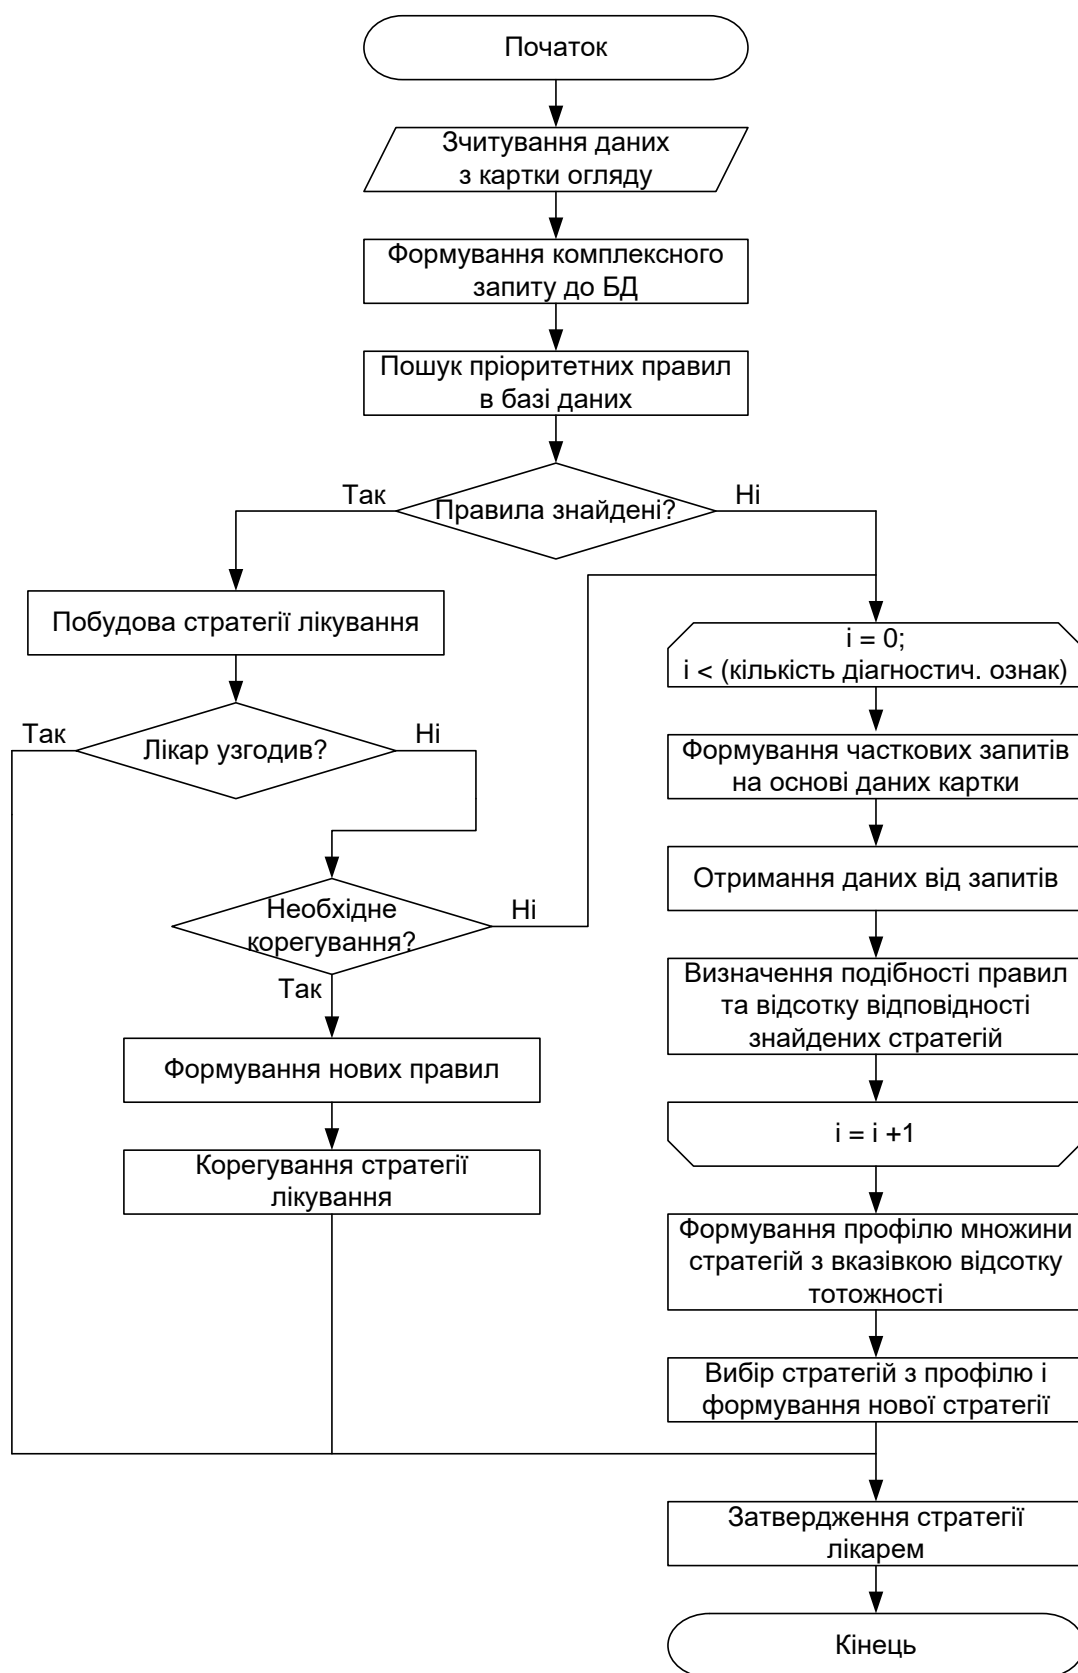 Початок
Зчитування даних
з картки огляду
Формування комплексного
запиту до БД
Пошук пріоритетних правил
в базі даних
Так
Правила знайдені?
Ні
Побудова стратегії лікування
Так
Лікар узгодив?
Ні
Необхідне
корегування?
Ні
Так
Формування нових правил
Корегування стратегії
лікування
i = 0;
i < (кількість діагностич. ознак)
Формування часткових запитів
на основі даних картки
Отримання даних від запитів
Визначення подібності правил
та відсотку відповідності
знайдених стратегій
i = i +1
Формування профілю множини
стратегій з вказівкою відсотку
тотожності
Вибір стратегій з профілю і
формування нової стратегії
Затвердження стратегії
лікарем
Кінець